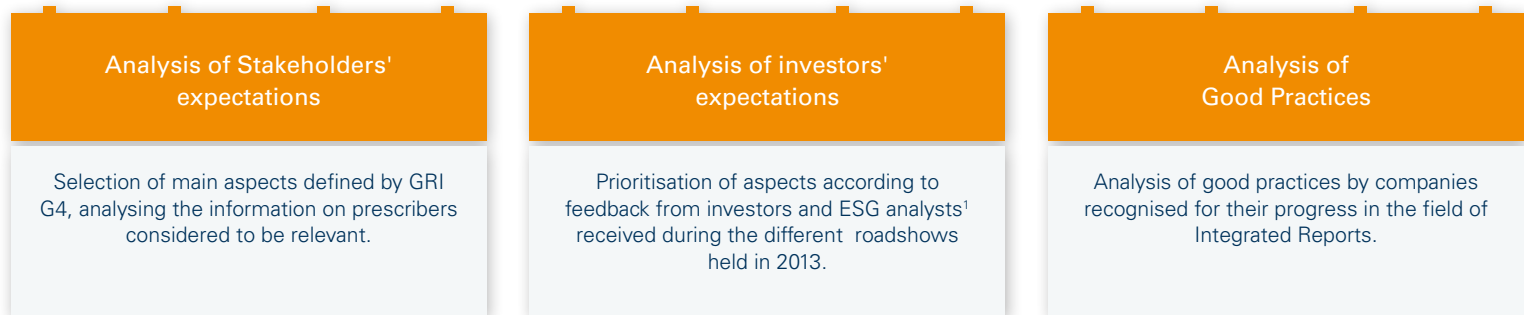 Analysis of Stakeholders'
expectations
Selection of main aspects defined by GRI
G4, analysing the information on prescribers
considered to be relevant.
Analysis of investors'
expectations
Prioritisation of aspects according to
feedback from investors and ESG analysts¹
received during the different roadshows
held in 2013.
Analysis of
Good Practices
Analysis of good practices by companies
recognised for their progress in the field of
Integrated Reports.